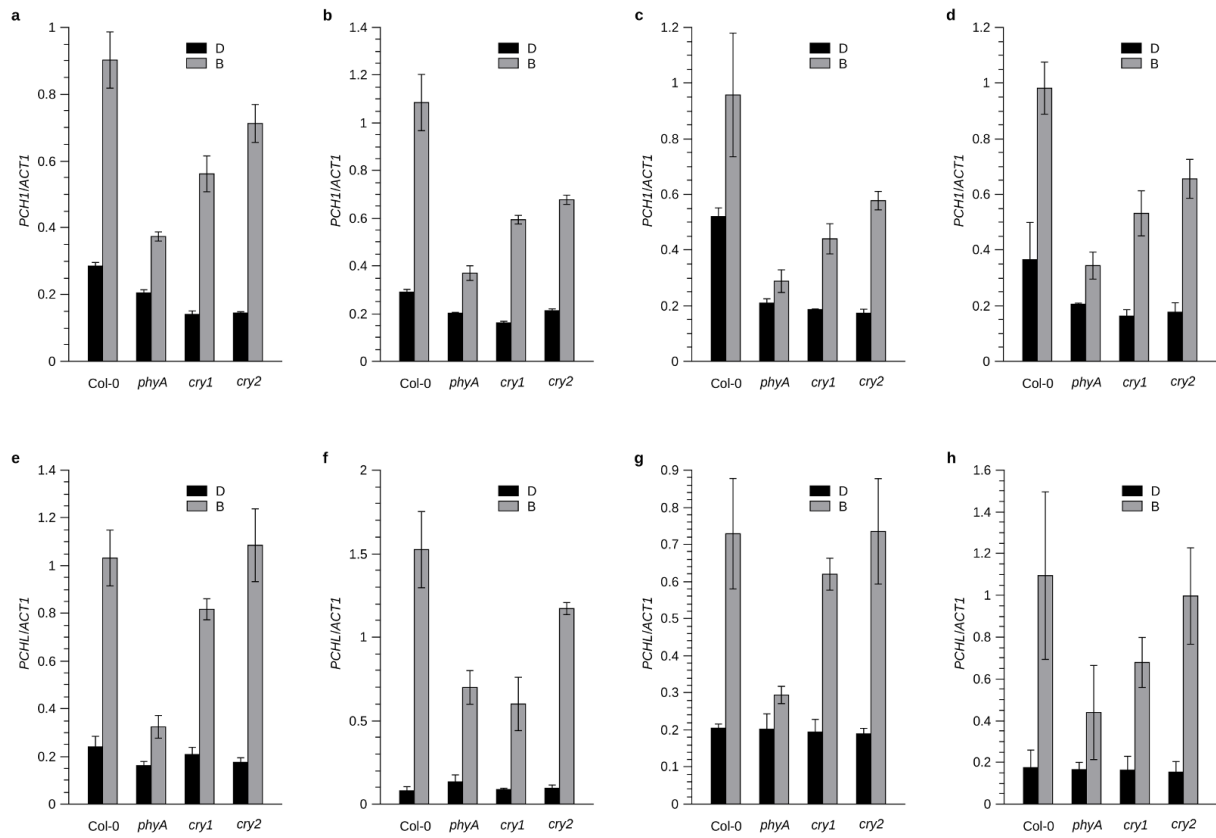 a
1
0.8
0.6
0.4
0.2
0
PCH1/ACT1
D
B
Col-0 phyA cry1 cry2
b
1.4
1.2
1
0.8
0.6
0.4
0.2
0
PCH1/ACT1
D
B
Col-0 phyA cry1 cry2
c
1.2
1
0.8
0.6
0.4
0.2
0
PCH1/ACT1
D
B
Col-0 phyA cry1 cry2
d
1.2
1
0.8
0.6
0.4
0.2
0
PCH1/ACT1
D
B
Col-0 phyA cry1 cry2
e
1.4
1.2
1
0.8
0.6
0.4
0.2
0
PCHL/ACT1
D
B
Col-0 phyA cry1 cry2
f
2
1.5
1
0.5
0
PCHL/ACT1
D
B
Col-0 phyA cry1 cry2
g
0.9
0.8
0.7
0.6
0.5
0.4
0.3
0.2
0.1
0
PCHL/ACT1
D
B
Col-0 phyA cry1 cry2
h
1.6
1.4
1.2
1
0.8
0.6
0.4
0.2
0
PCHL/ACT1
D
B
Col-0 phyA cry1 cry2